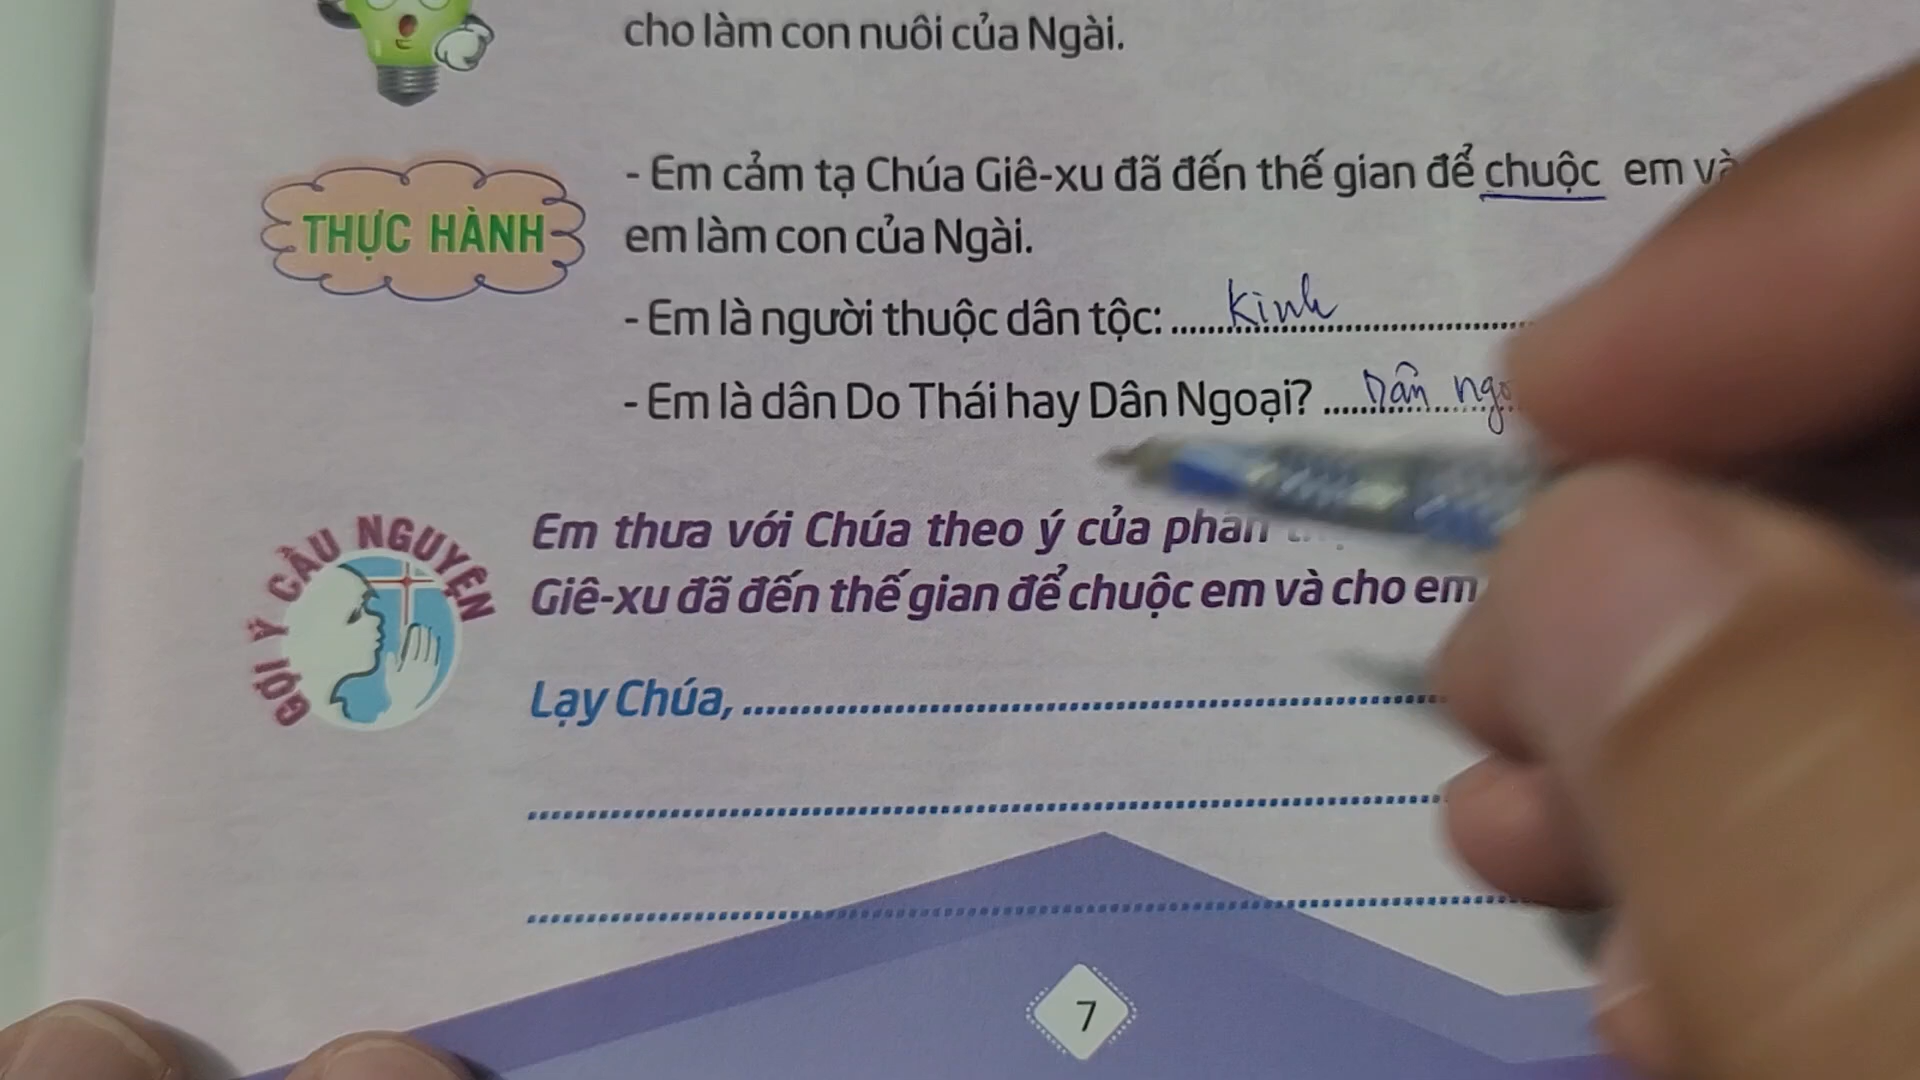 cho làm con nuôi của Ngài.
THỰC HÀNH
- Em cảm tạ Chúa Giê-xu đã đến thế gian để chuộc em và
em làm con của Ngài.
- Em là người thuộc dân tộc: Kinh
- Em là dân Do Thái hay Dân Ngoại? Dân
GỢI Ý CẦU NGUYỆN
Em thưa với Chúa theo ý của phần
Giê-xu đã đến thế gian để chuộc em và cho em
Lạy Chúa,
7